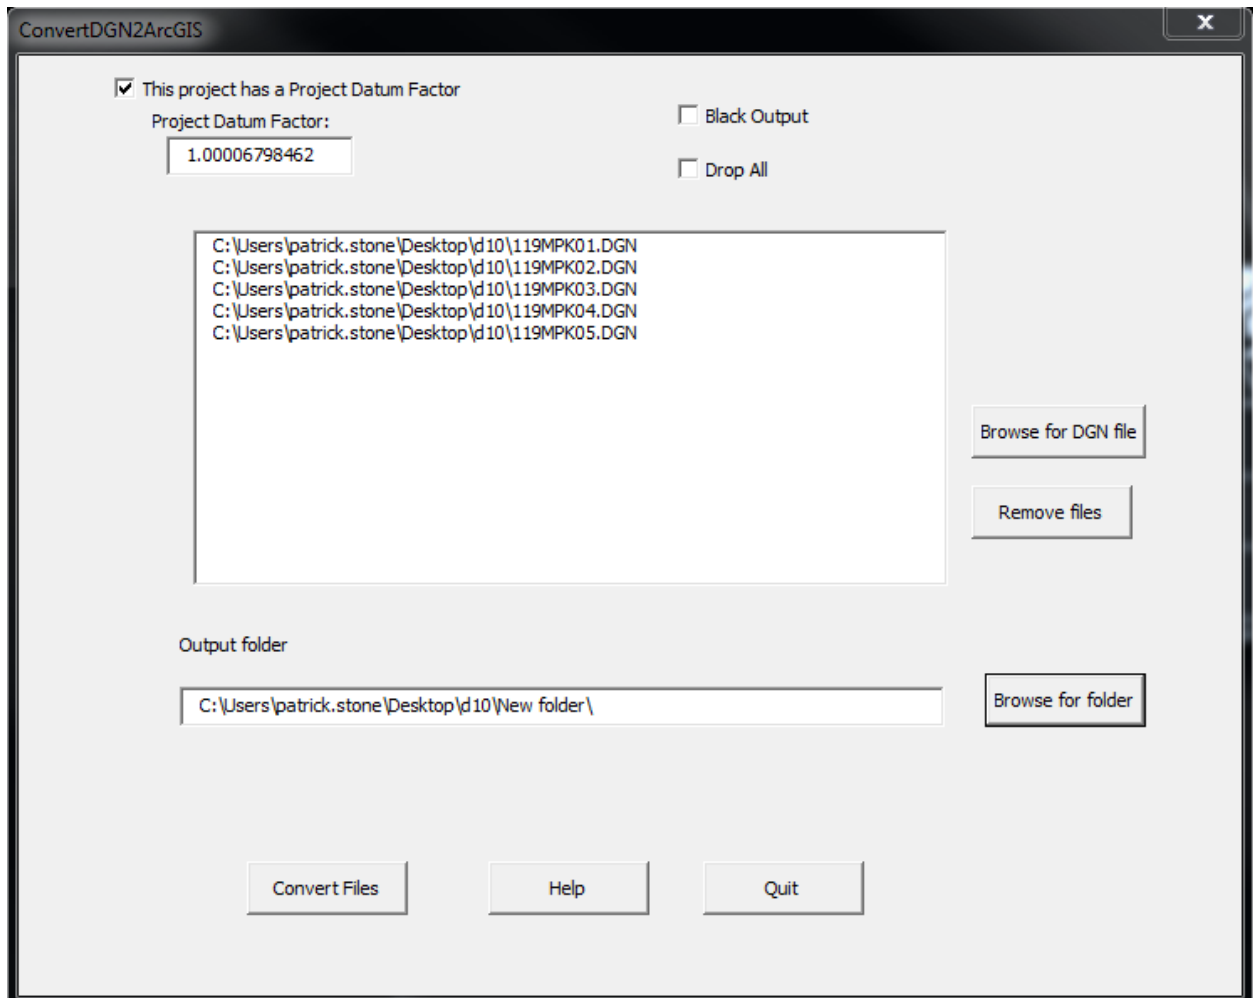 ConvertDGN2ArcGIS
x
This project has a Project Datum Factor
Project Datum Factor:
1.00006798462
Black Output
Drop All
C:\Users\patrick.stone\Desktop\d10\119MPK01.DGN
C:\Users\patrick.stone\Desktop\d10\119MPK02.DGN
C:\Users\patrick.stone\Desktop\d10\119MPK03.DGN
C:\Users\patrick.stone\Desktop\d10\119MPK04.DGN
C:\Users\patrick.stone\Desktop\d10\119MPK05.DGN
Browse for DGN file
Remove files
Output folder
C:\Users\patrick.stone\Desktop\d10\New folder\
Browse for folder
Convert Files
Help
Quit